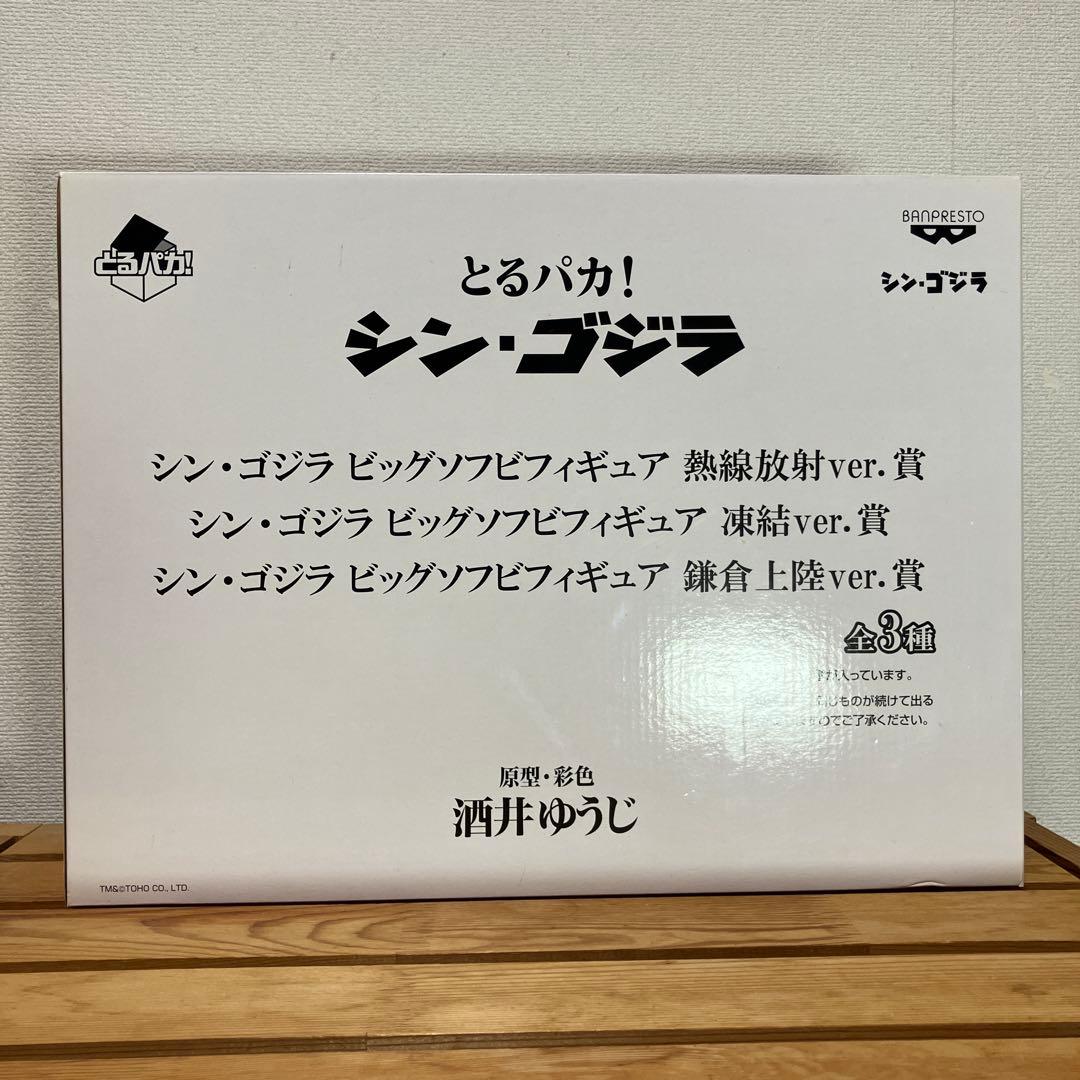 とるパカ!
BANPRESTO
シン・ゴジラ
とるパカ!
シン・ゴジラ
シン・ゴジラ ビッグソフビフィギュア 熱線放射ver.賞
シン・ゴジラ ビッグソフビフィギュア 凍結ver.賞
シン・ゴジラ ビッグソフビフィギュア 鎌倉上陸ver.賞
全3種
が入っています。
ものが続けて出る
でご了承ください。
原型・彩色
酒井ゆうじ
TM&©TOHO CO., LTD.